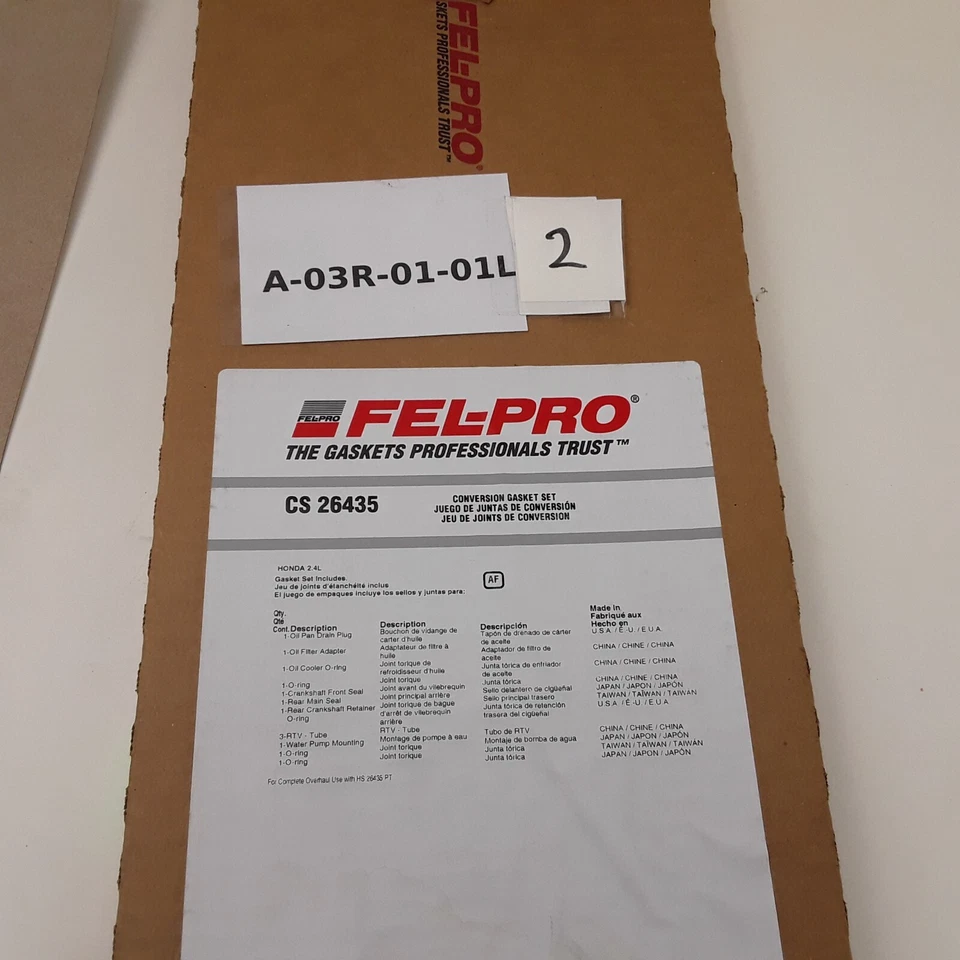 FEL-PRO®
SKETS PROFESSIONALS TRUST™
A-03R-01-01L
2
FEL-PRO FEL-PRO®
THE GASKETS PROFESSIONALS TRUST™
CS 26435
CONVERSION GASKET SET
JUEGO DE JUNTAS DE CONVERSIÓN
JEU DE JOINTS DE CONVERSION
HONDA 2.4L
Gasket Set Includes.
Jeu de joints d'étanchéité inclus
El juego de empaques incluye los sellos y juntas para:
AF
Qty.
Qté
Cont. Description Description Descripción Made in
Fabriqué aux
Hecho en
1-Oil Pan Drain Plug Bouchon de vidange de Tapón de drenado de cárter U.S.A. / É.-U. / E.U.A.
carter d'huile de aceite
1-Oil Filter Adapter Adaptateur de filtre à Adaptador de filtro de CHINA / CHINE / CHINA
huile aceite
1-Oil Cooler O-ring Joint torique de Junta tórica de enfriador CHINA / CHINE / CHINA
refroidisseur d'huile de aceite
1-O-ring Joint torique Junta tórica CHINA / CHINE / CHINA
1-Crankshaft Front Seal Joint avant du vilebrequin Sello delantero de cigüeñal JAPAN / JAPON / JAPÓN
1-Rear Main Seal Joint principal arrière Sello principal trasero TAIWAN / TAÏWAN / TAIWAN
1-Rear Crankshaft Retainer Joint torique de bague Junta tórica de retención U.S.A. / É.-U. / E.U.A.
O-ring d'arrêt de vilebrequin trasera del cigüeñal
arrière
3-RTV - Tube RTV - Tube Tubo de RTV CHINA / CHINE / CHINA
1-Water Pump Mounting Montage de pompe à eau Montaje de bomba de agua JAPAN / JAPON / JAPÓN
1-O-ring Joint torique Junta tórica TAIWAN / TAÏWAN / TAIWAN
1-O-ring Joint torique Junta tórica JAPAN / JAPON / JAPÓN
For Complete Overhaul Use with HS 26435 PT